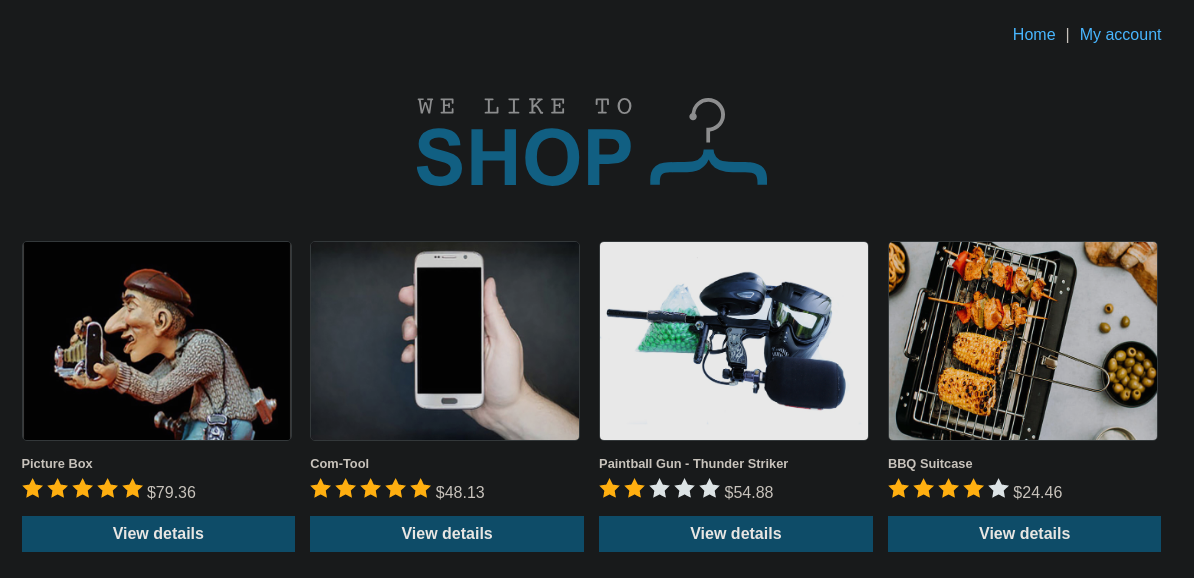 Home | My account
WE LIKE TO
SHOP
Picture Box
$79.36
View details
Com-Tool
$48.13
View details
Paintball Gun - Thunder Striker
$54.88
View details
BBQ Suitcase
$24.46
View details